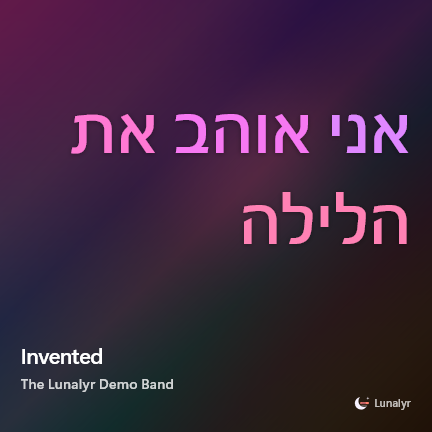 אני אוהב את
הלילה
Invented
The Lunalyr Demo Band
Lunalyr